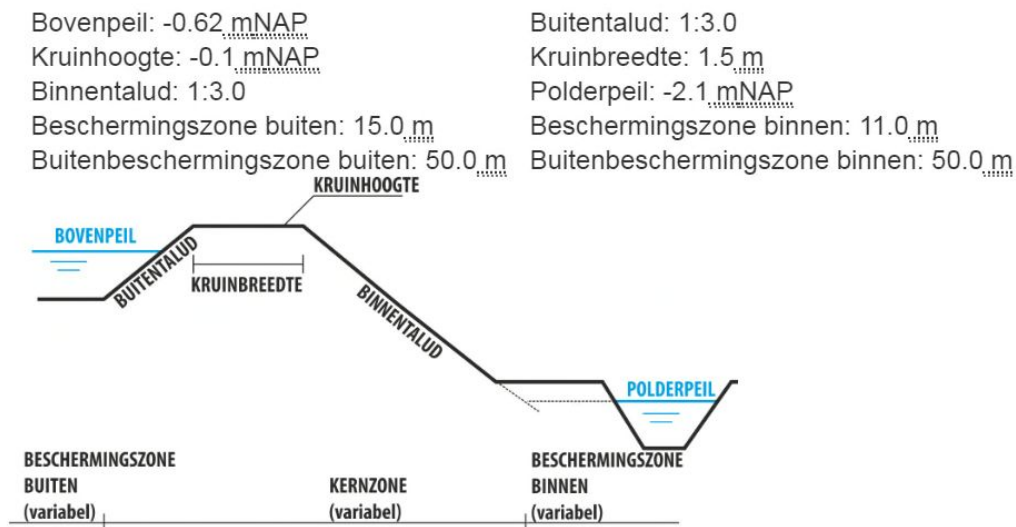 Bovenpeil: -0.62 mNAP Buitentalud: 1:3.0
Kruinhoogte: -0.1 mNAP Kruinbreedte: 1.5 m
Binnentalud: 1:3.0 Polderpeil: -2.1 mNAP
Beschermingszone buiten: 15.0 m Beschermingszone binnen: 11.0 m
Buitenbeschermingszone buiten: 50.0 m Buitenbeschermingszone binnen: 50.0 m
KRUINHOOGTE
BOVENPEIL
BUITENTALUD
KRUINBREEDTE
BINNENTALUD
POLDERPEIL
BESCHERMINGSZONE
BUITEN
(variabel)
KERNZONE
(variabel)
BESCHERMINGSZONE
BINNEN
(variabel)